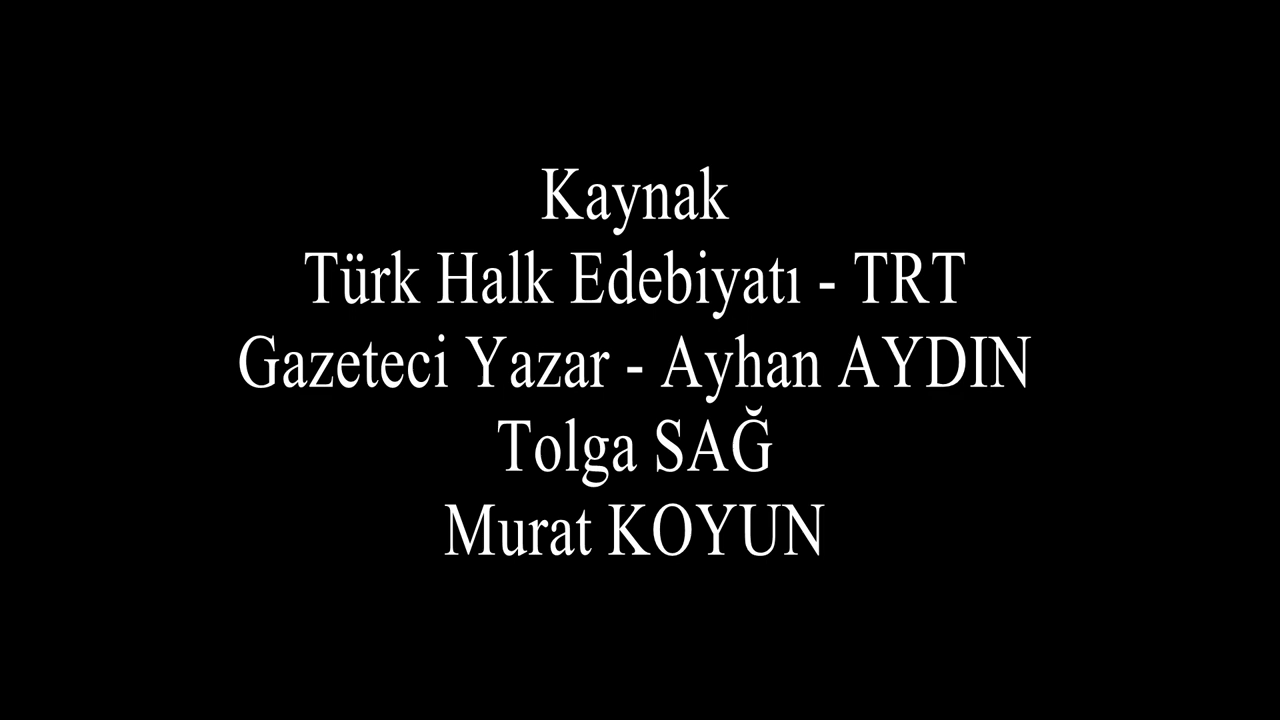 Kaynak
Türk Halk Edebiyatı - TRT
Gazeteci Yazar - Ayhan AYDIN
Tolga SAĞ
Murat KOYUN